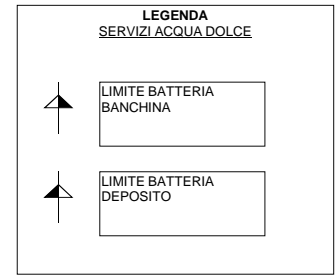 LEGENDA
SERVIZI ACQUA DOLCE
LIMITE BATTERIA
BANCHINA
LIMITE BATTERIA
DEPOSITO